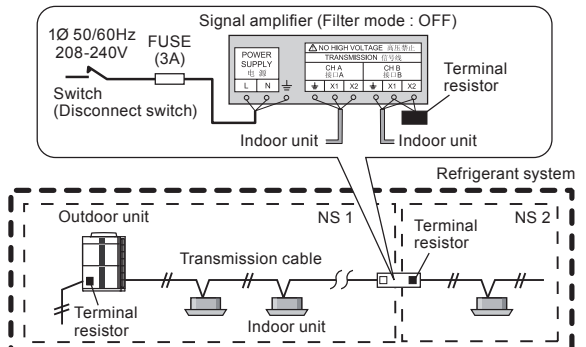 Signal amplifier (Filter mode : OFF)
1Ø 50/60Hz
208-240V
FUSE
(3A)
Switch
(Disconnect switch)
POWER
SUPPLY
电 源
L N
⚠ NO HIGH VOLTAGE 高压禁止
TRANSMISSION 信号线
CH A
接口A
CH B
接口B
X1 X2 X1 X2
Terminal
resistor
Indoor unit
Indoor unit
Refrigerant system
Outdoor unit
NS 1
NS 2
Transmission cable
Terminal
resistor
Terminal
resistor
Indoor unit